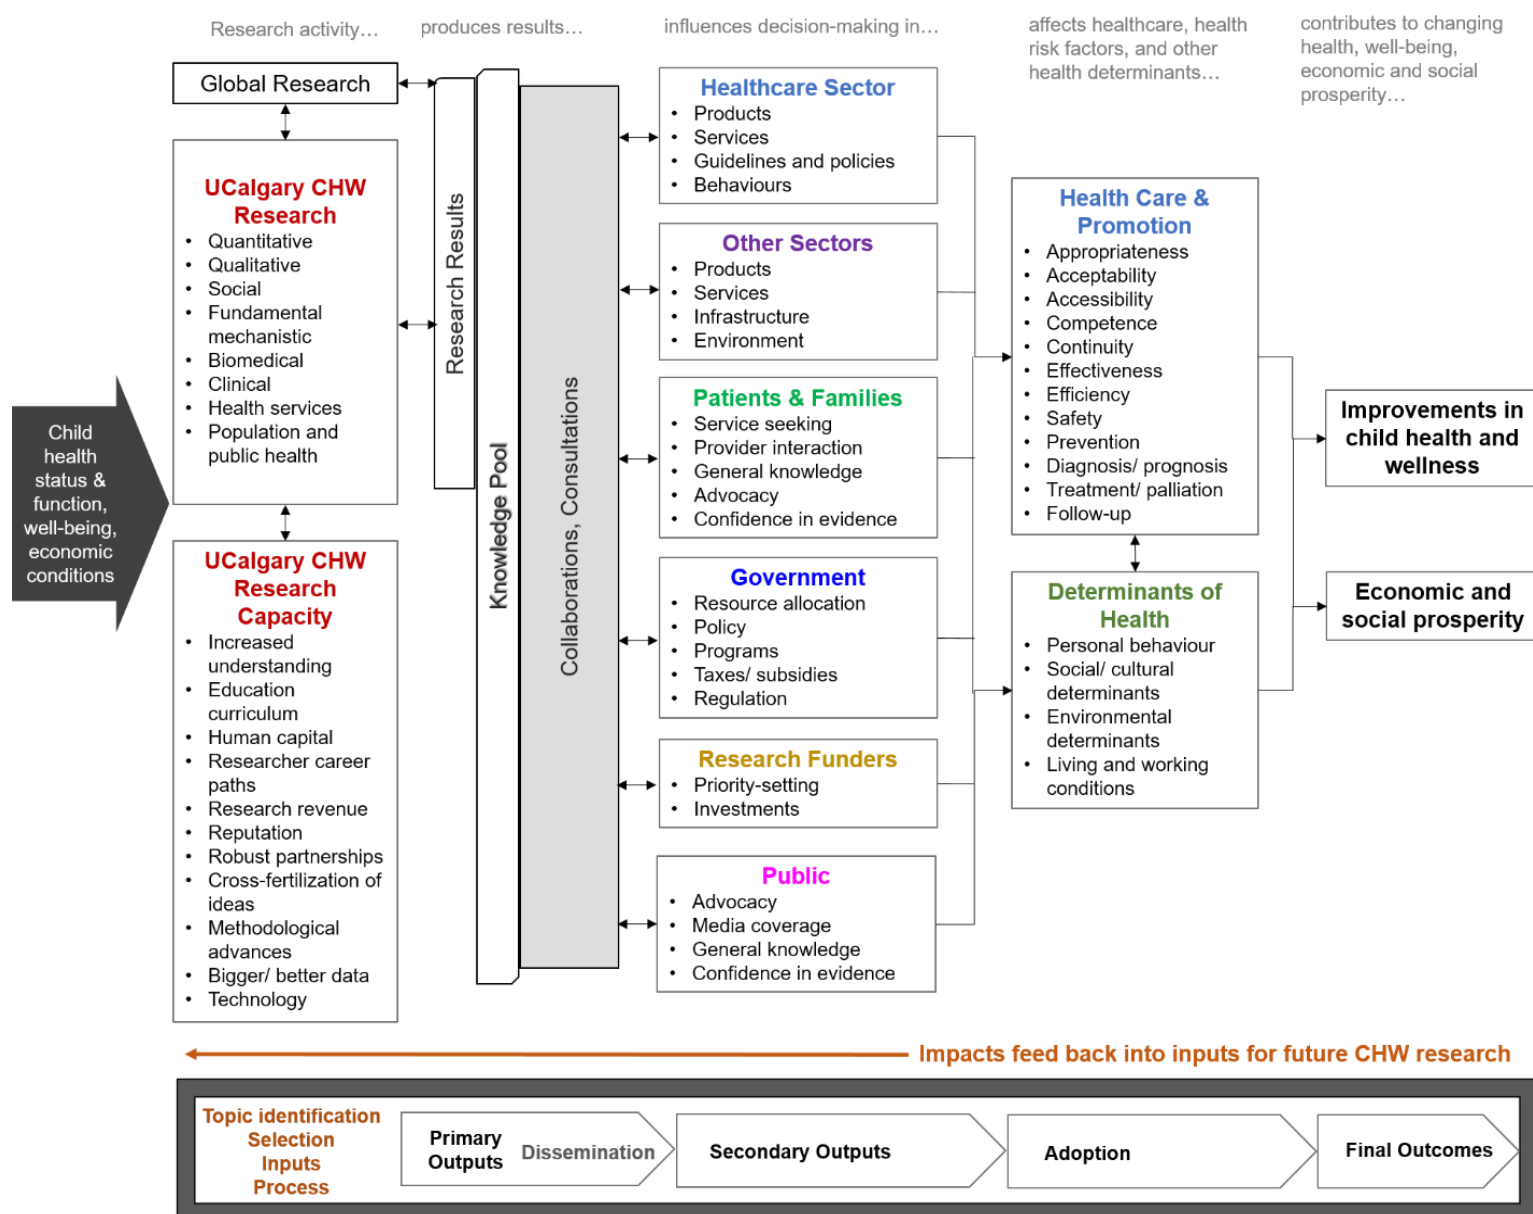 Research activity…
produces results…
influences decision-making in…
affects healthcare, health
risk factors, and other
health determinants…
contributes to changing
health, well-being,
economic and social
prosperity…
Child
health
status &
function,
well-being,
economic
conditions
Global Research
UCalgary CHW
Research
• Quantitative
• Qualitative
• Social
• Fundamental
mechanistic
• Biomedical
• Clinical
• Health services
• Population and
public health
UCalgary CHW
Research
Capacity
• Increased
understanding
• Education
curriculum
• Human capital
• Researcher career
paths
• Research revenue
• Reputation
• Robust partnerships
• Cross-fertilization of
ideas
• Methodological
advances
• Bigger/ better data
• Technology
Research Results
Knowledge Pool
Collaborations, Consultations
Healthcare Sector
• Products
• Services
• Guidelines and policies
• Behaviours
Other Sectors
• Products
• Services
• Infrastructure
• Environment
Patients & Families
• Service seeking
• Provider interaction
• General knowledge
• Advocacy
• Confidence in evidence
Government
• Resource allocation
• Policy
• Programs
• Taxes/ subsidies
• Regulation
Research Funders
• Priority-setting
• Investments
Public
• Advocacy
• Media coverage
• General knowledge
• Confidence in evidence
Health Care &
Promotion
• Appropriateness
• Acceptability
• Accessibility
• Competence
• Continuity
• Effectiveness
• Efficiency
• Safety
• Prevention
• Diagnosis/ prognosis
• Treatment/ palliation
• Follow-up
Determinants of
Health
• Personal behaviour
• Social/ cultural
determinants
• Environmental
determinants
• Living and working
conditions
Improvements in
child health and
wellness
Economic and
social prosperity
Impacts feed back into inputs for future CHW research
Topic identification
Selection
Inputs
Process
Primary
Outputs
Dissemination
Secondary Outputs
Adoption
Final Outcomes